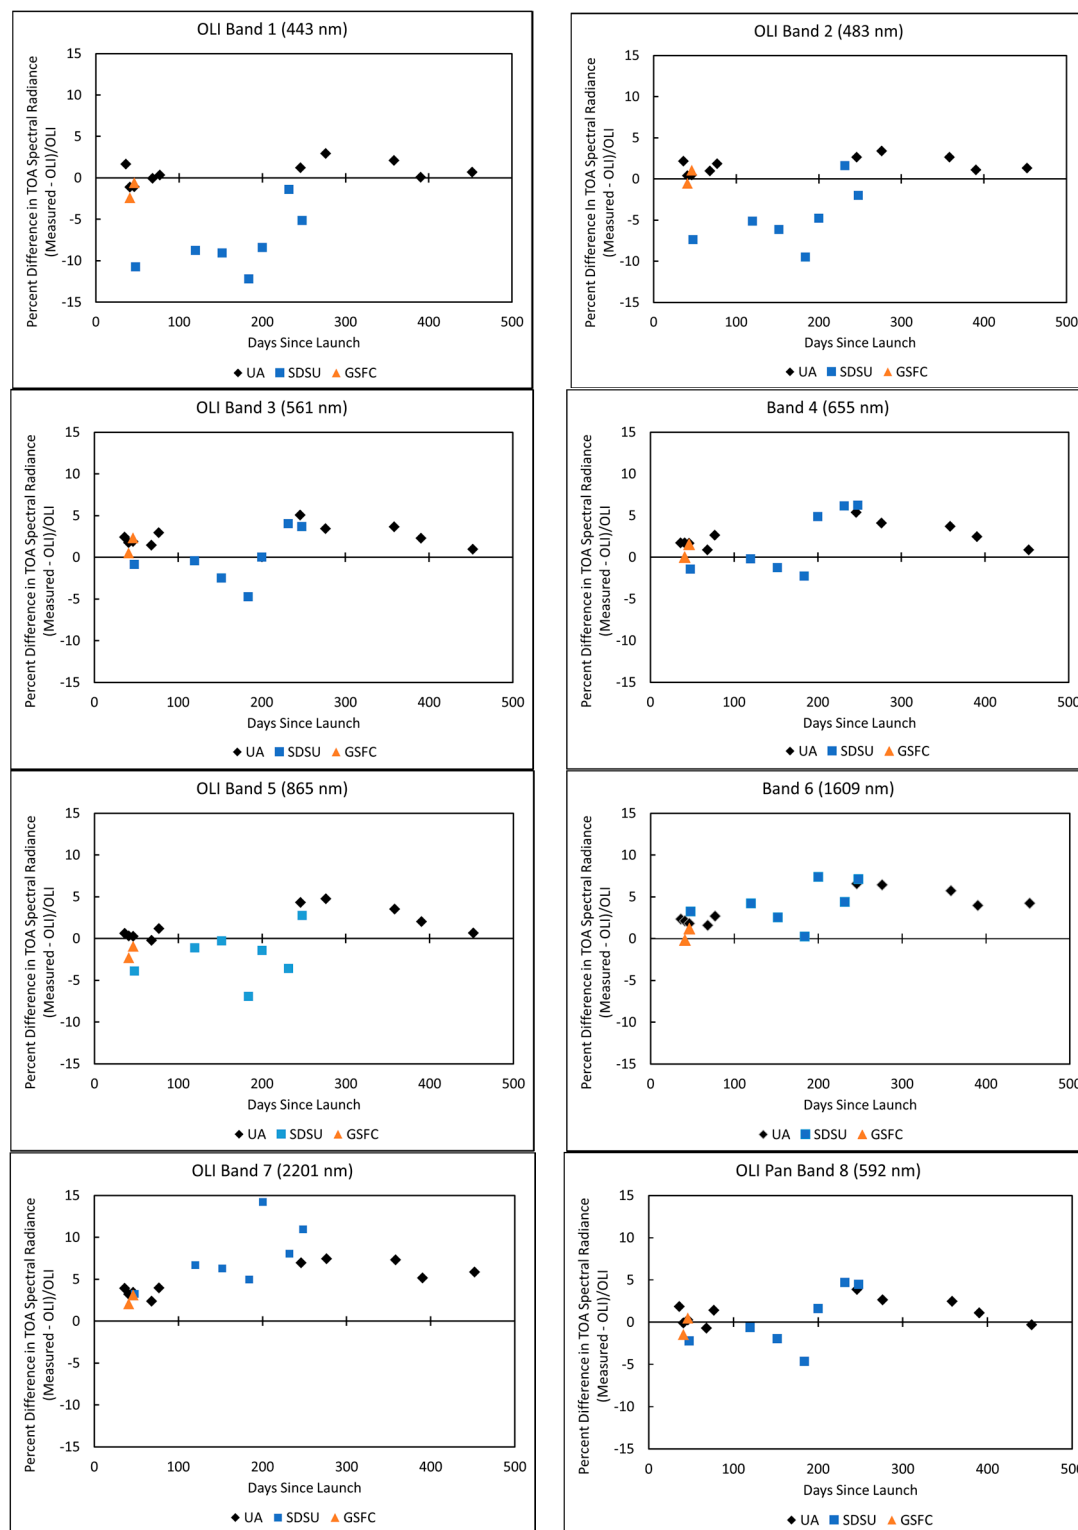 OLI Band 1 (443 nm)
Percent Difference in TOA Spectral Radiance
(Measured - OLI)/OLI
15
10
5
0
-5
-10
-15
0 100 200 300 400 500
Days Since Launch
UA SDSU GSFC
OLI Band 2 (483 nm)
Percent Difference in TOA Spectral Radiance
(Measured - OLI)/OLI
15
10
5
0
-5
-10
-15
0 100 200 300 400 500
Days Since Launch
UA SDSU GSFC
OLI Band 3 (561 nm)
Percent Difference in TOA Spectral Radiance
(Measured - OLI)/OLI
15
10
5
0
-5
-10
-15
0 100 200 300 400 500
Days Since Launch
UA SDSU GSFC
Band 4 (655 nm)
Percent Difference in TOA Spectral Radiance
(Measured - OLI)/OLI
15
10
5
0
-5
-10
-15
0 100 200 300 400 500
Days Since Launch
UA SDSU GSFC
OLI Band 5 (865 nm)
Percent Difference in TOA Spectral Radiance
(Measured - OLI)/OLI
15
10
5
0
-5
-10
-15
0 100 200 300 400 500
Days Since Launch
UA SDSU GSFC
Band 6 (1609 nm)
Percent Difference in TOA Spectral Radiance
(Measured - OLI)/OLI
15
10
5
0
-5
-10
-15
0 100 200 300 400 500
Days Since Launch
UA SDSU GSFC
OLI Band 7 (2201 nm)
Percent Difference in TOA Spectral Radiance
(Measured - OLI)/OLI
15
10
5
0
-5
-10
-15
0 100 200 300 400 500
Days Since Launch
UA SDSU GSFC
OLI Pan Band 8 (592 nm)
Percent Difference in TOA Spectral Radiance
(Measured - OLI)/OLI
15
10
5
0
-5
-10
-15
0 100 200 300 400 500
Days Since Launch
UA SDSU GSFC